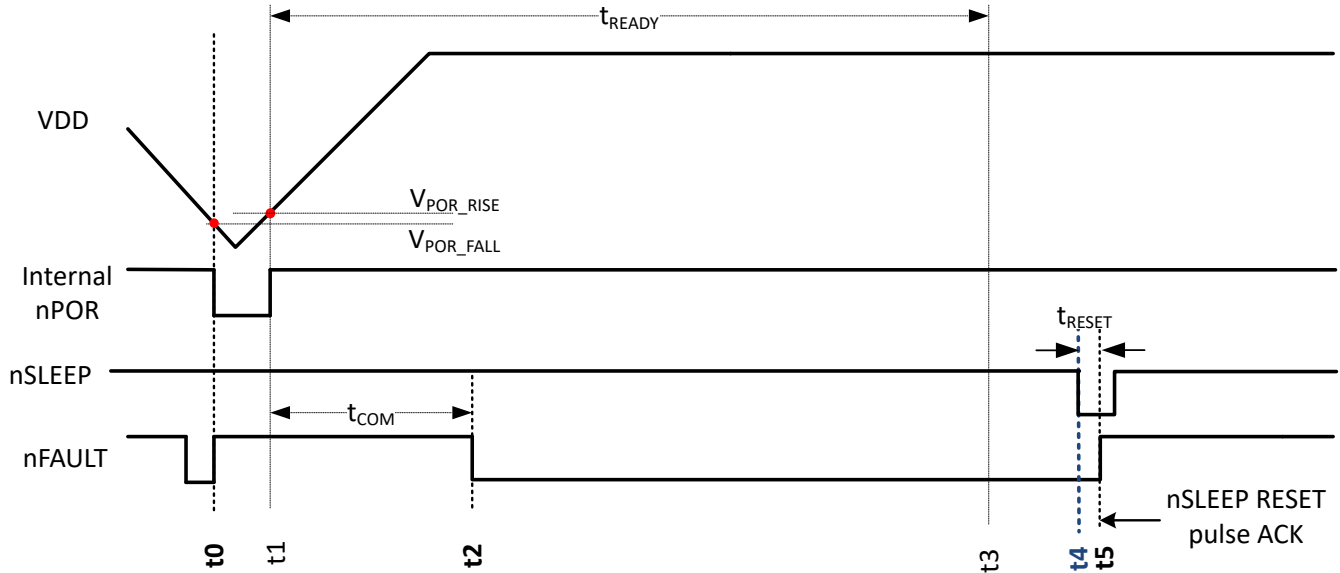 tREADY
VDD
VPOR_RISE
VPOR_FALL
Internal
nPOR
tRESET
nSLEEP
tCOM
nFAULT
nSLEEP RESET
pulse ACK
t0
t1
t2
t3
t4
t5